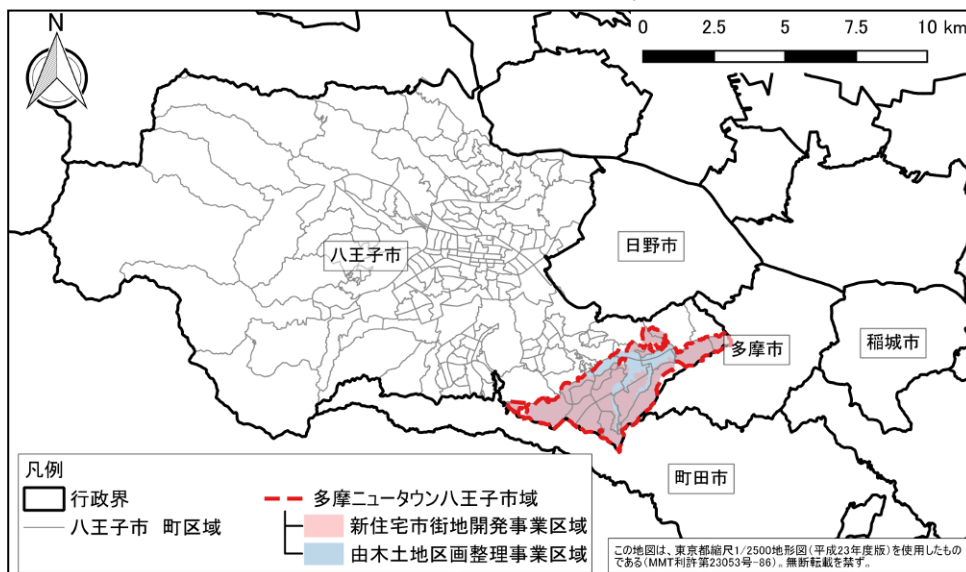 0 2.5 5 7.5 10 km
N
八王子市
日野市
多摩市
稲城市
町田市
凡例
行政界
八王子市 町区域
多摩ニュータウン八王子市域
新住宅市街地開発事業区域
由木土地区画整理事業区域
この地図は、東京都縮尺1/2500地形図(平成23年度版)を使用したもの
である(MMT利許第23053号-86)。無断転載を禁ず。